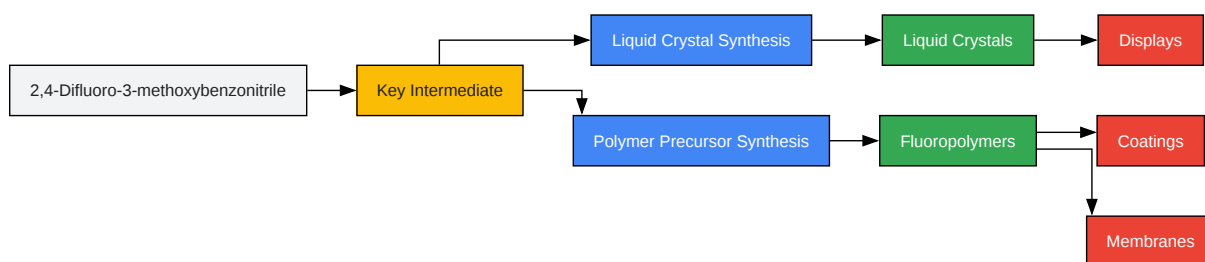 Liquid Crystal Synthesis
Liquid Crystals
Displays
2,4-Difluoro-3-methoxybenzonitrile
Key Intermediate
Polymer Precursor Synthesis
Fluoropolymers
Coatings
Membranes